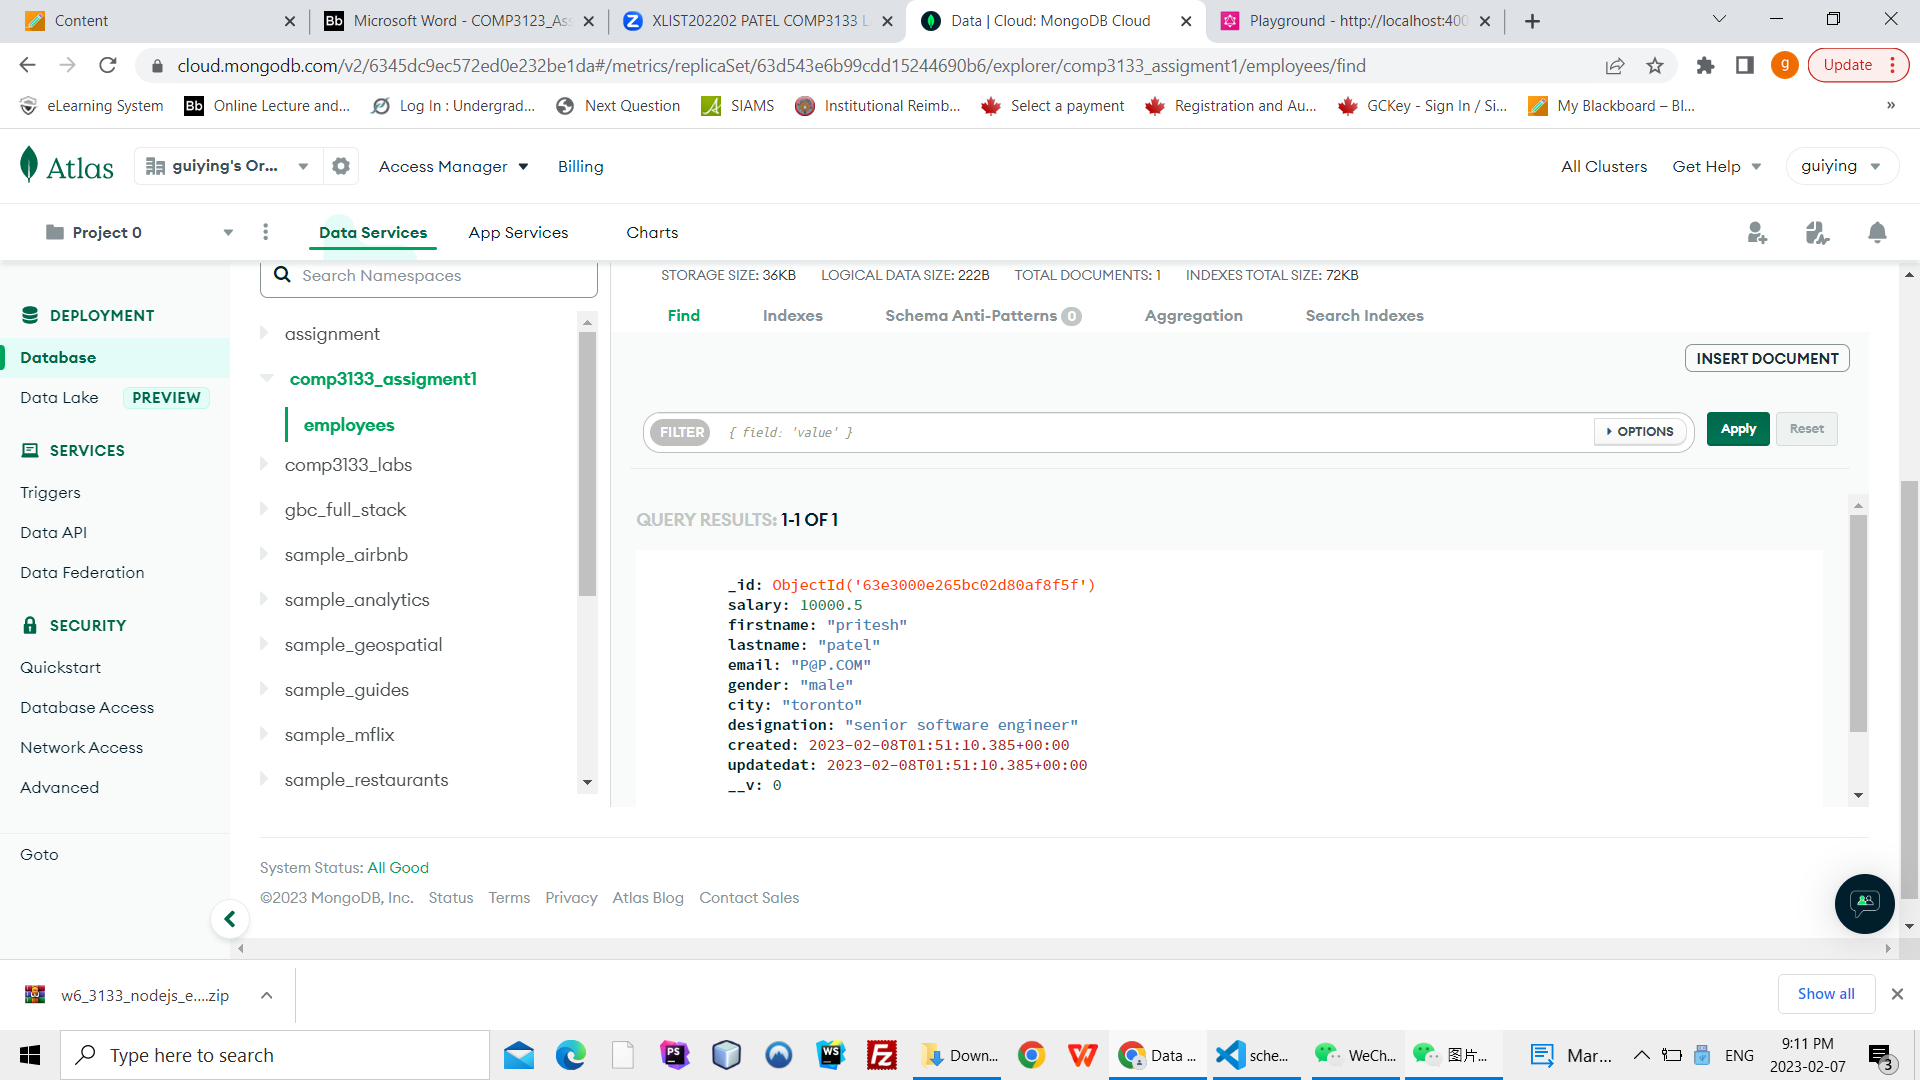 Content
Microsoft Word - COMP3123_Ass
XLIST202202 PATEL COMP3133 L
Data | Cloud: MongoDB Cloud
Playground - http://localhost:400
cloud.mongodb.com/v2/6345dc9ec572ed0e232be1da#/metrics/replicaSet/63d543e6b99cdd15244690b6/explorer/comp3133_assigment1/employees/find
g
Update
eLearning System
Bb
Online Lecture and...
Log In : Undergrad...
Next Question
SIAMS
Institutional Reimb...
Select a payment
Registration and Au...
GCKey - Sign In / Si...
My Blackboard – Bl...
»
Atlas
guiying's Or...
Access Manager
Billing
All Clusters
Get Help
guiying
Project 0
Data Services
App Services
Charts
DEPLOYMENT
Database
Data Lake PREVIEW
SERVICES
Triggers
Data API
Data Federation
SECURITY
Quickstart
Database Access
Network Access
Advanced
Goto
Search Namespaces
assignment
comp3133_assigment1
employees
comp3133_labs
gbc_full_stack
sample_airbnb
sample_analytics
sample_geospatial
sample_guides
sample_mflix
sample_restaurants
STORAGE SIZE: 36KB LOGICAL DATA SIZE: 222B TOTAL DOCUMENTS: 1 INDEXES TOTAL SIZE: 72KB
Find
Indexes
Schema Anti-Patterns 0
Aggregation
Search Indexes
INSERT DOCUMENT
FILTER { field: 'value' }
OPTIONS
Apply
Reset
QUERY RESULTS: 1-1 OF 1
_id: ObjectId('63e3000e265bc02d80af8f5f')
salary: 10000.5
firstname: "pritesh"
lastname: "patel"
email: "P@P.COM"
gender: "male"
city: "toronto"
designation: "senior software engineer"
created: 2023-02-08T01:51:10.385+00:00
updatedat: 2023-02-08T01:51:10.385+00:00
__v: 0
System Status: All Good
©2023 MongoDB, Inc. Status Terms Privacy Atlas Blog Contact Sales
w6_3133_nodejs_e....zip
Show all
Type here to search
PS
WS
FZ
Down...
Data ...
sche...
WeCh...
图片...
Mar...
ENG
9:11 PM
2023-02-07
3